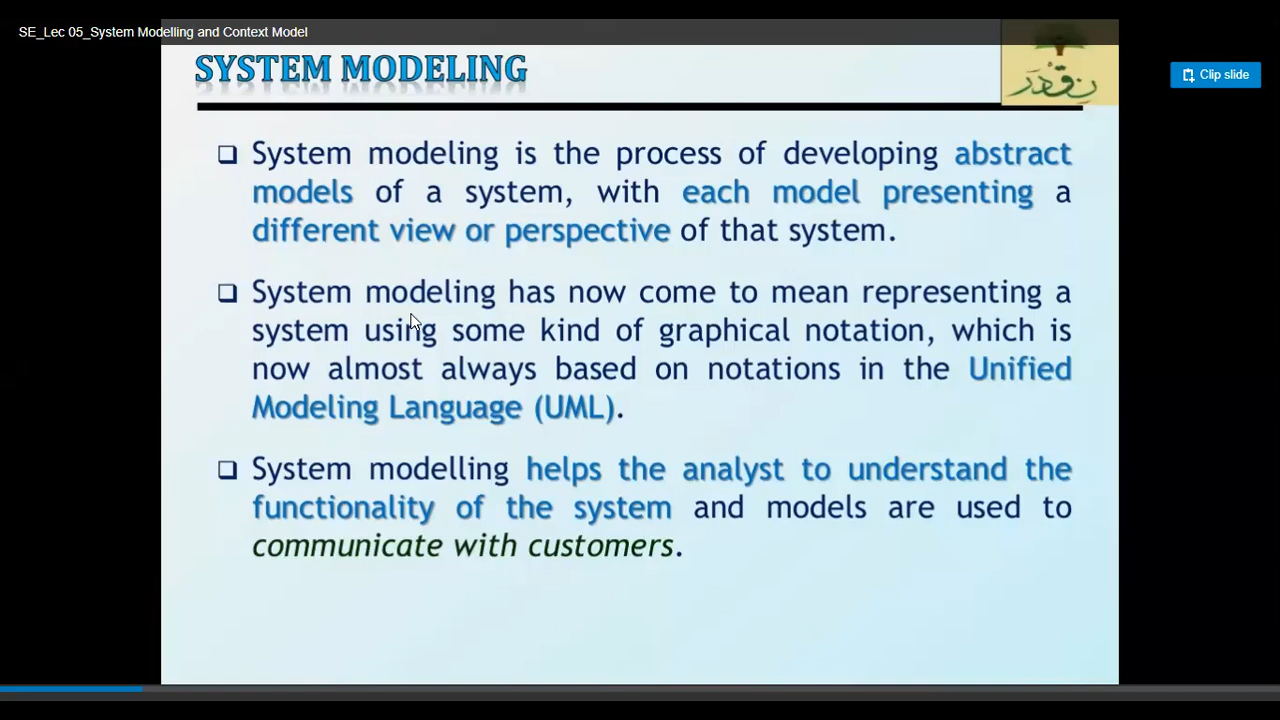 SE_Lec 05_System Modelling and Context Model
Clip slide
SYSTEM MODELING
نقدر
❑ System modeling is the process of developing abstract
models of a system, with each model presenting a
different view or perspective of that system.
❑ System modeling has now come to mean representing a
system using some kind of graphical notation, which is
now almost always based on notations in the Unified
Modeling Language (UML).
❑ System modelling helps the analyst to understand the
functionality of the system and models are used to
communicate with customers.